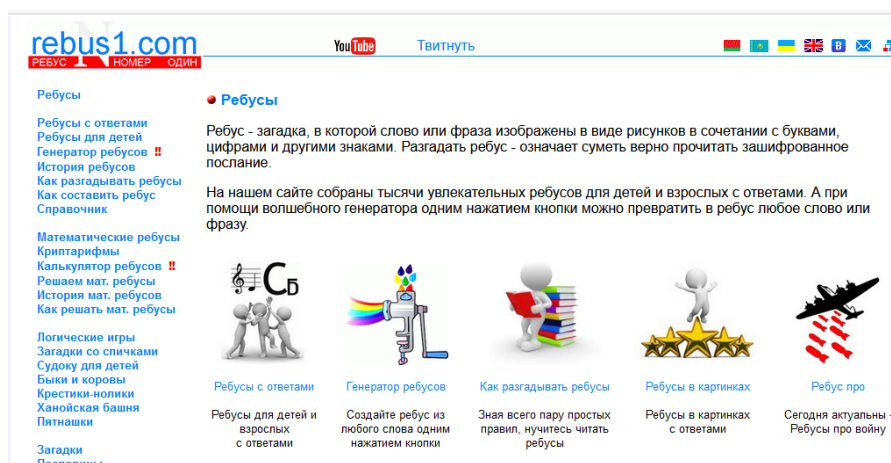 rebus1.com
РЕБУС N НОМЕР ОДИН
YouTube
Твитнуть
B
Ребусы
Ребусы с ответами
Ребусы для детей
Генератор ребусов !!
История ребусов
Как разгадывать ребусы
Как составить ребус
Справочник
Математические ребусы
Криптарифмы
Калькулятор ребусов !!
Решаем мат. ребусы
История мат. ребусов
Как решать мат. ребусы
Логические игры
Загадки со спичками
Судоку для детей
Быки и коровы
Крестики-нолики
Ханойская башня
Пятнашки
Загадки
Ребусы
Ребус - загадка, в которой слово или фраза изображены в виде рисунков в сочетании с буквами,
цифрами и другими знаками. Разгадать ребус - означает суметь верно прочитать зашифрованное
послание.
На нашем сайте собраны тысячи увлекательных ребусов для детей и взрослых с ответами. А при
помощи волшебного генератора одним нажатием кнопки можно превратить в ребус любое слово или
фразу.
СБ
Ребусы с ответами
Ребусы для детей и
взрослых
с ответами
Генератор ребусов
Создайте ребус из
любого слова одним
нажатием кнопки
Как разгадывать ребусы
Зная всего пару простых
правил, нучитесь читать
ребусы
Ребусы в картинках
Ребусы в картинках
с ответами
Ребус про
Сегодня актуальны -
Ребусы про войну